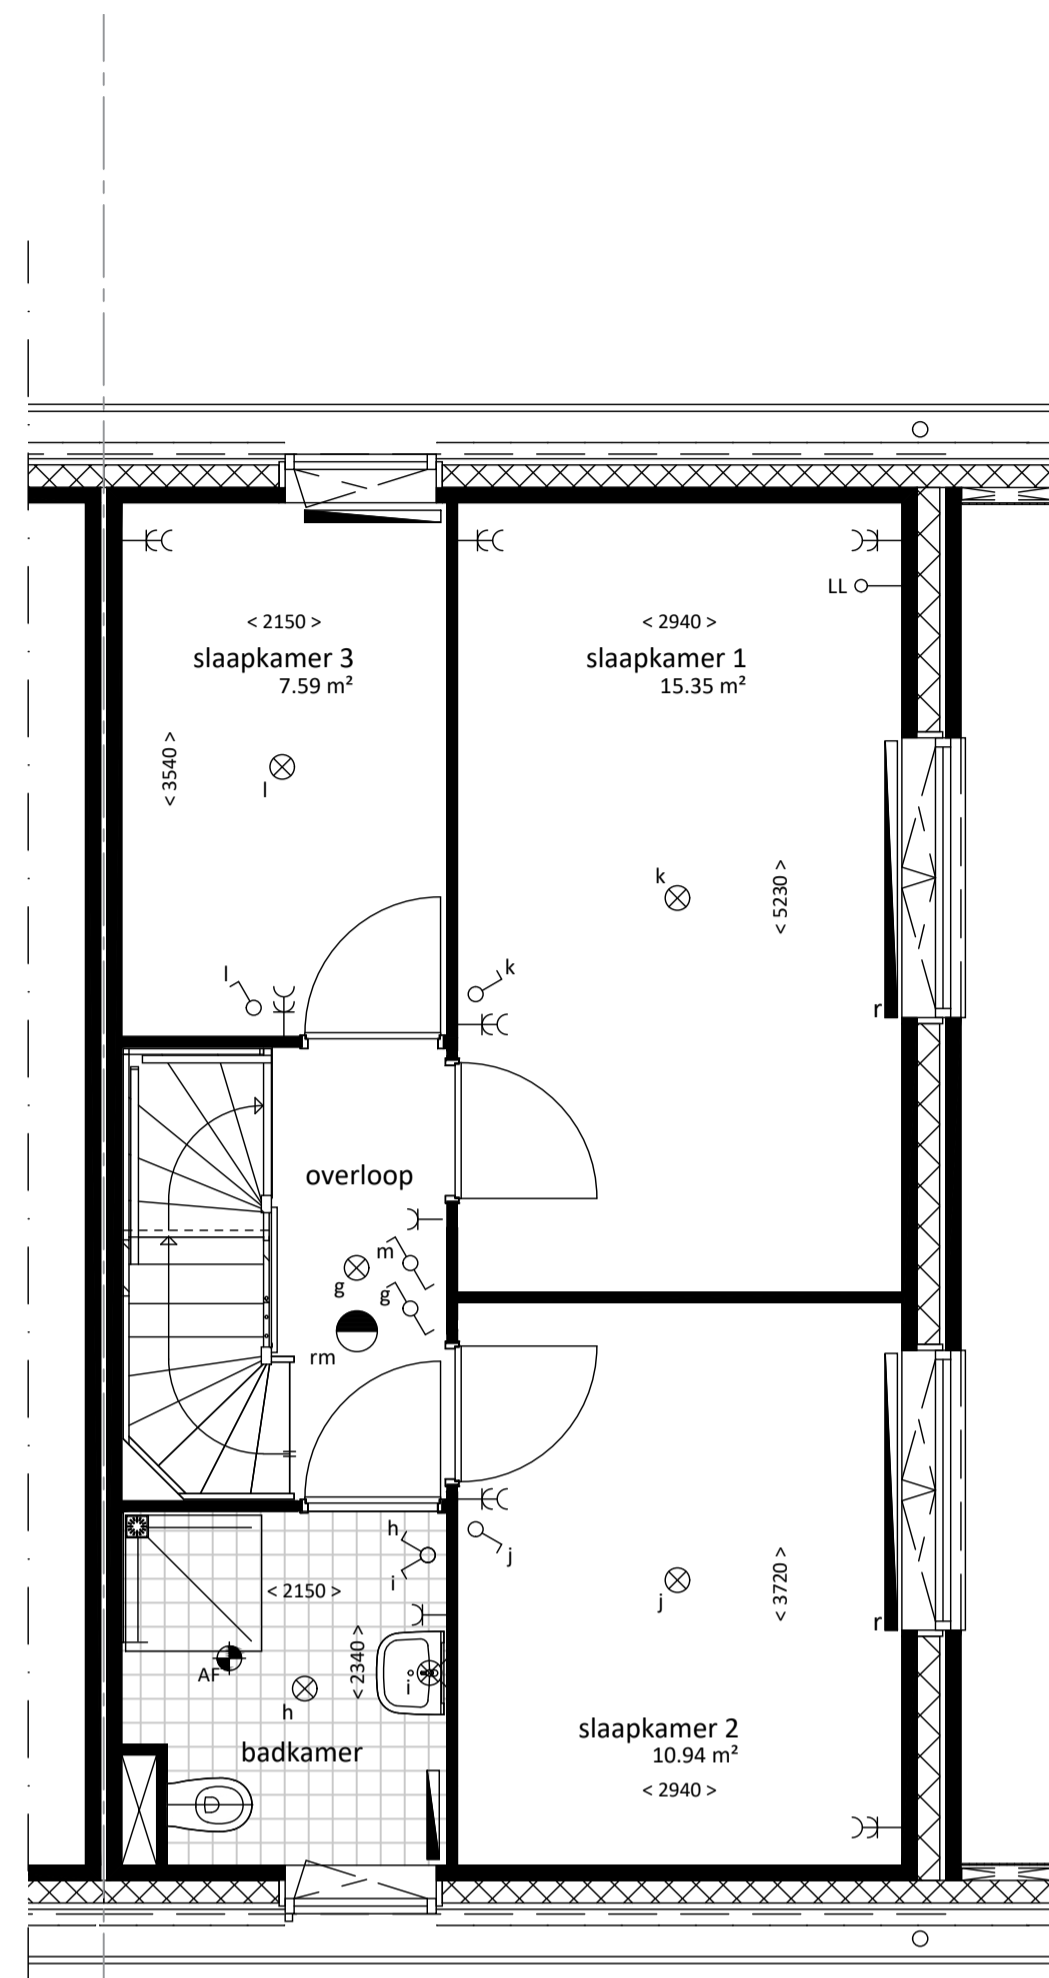 LL
< 2150 >
slaapkamer 3
7.59 m²
< 2940 >
slaapkamer 1
15.35 m²
< 3540 >
l
k
< 5230 >
l
k
r
overloop
m
g
g
rm
h
i
j
< 2150 >
< 2340 >
AF
i
h
badkamer
j
< 3720 >
r
slaapkamer 2
10.94 m²
< 2940 >